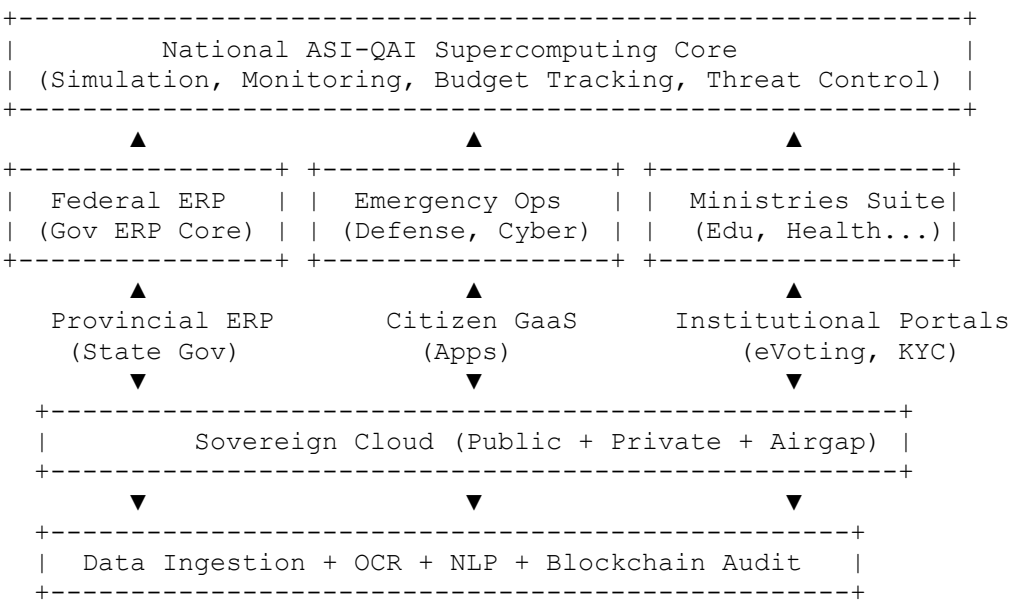 National ASI-QAI Supercomputing Core
(Simulation, Monitoring, Budget Tracking, Threat Control)
Federal ERP | | Emergency Ops | | Ministries Suite
(Gov ERP Core) | | (Defense, Cyber) | | (Edu, Health...)
Provincial ERP Citizen GaaS Institutional Portals
(State Gov) (Apps) (eVoting, KYC)
Sovereign Cloud (Public + Private + Airgap)
Data Ingestion + OCR + NLP + Blockchain Audit